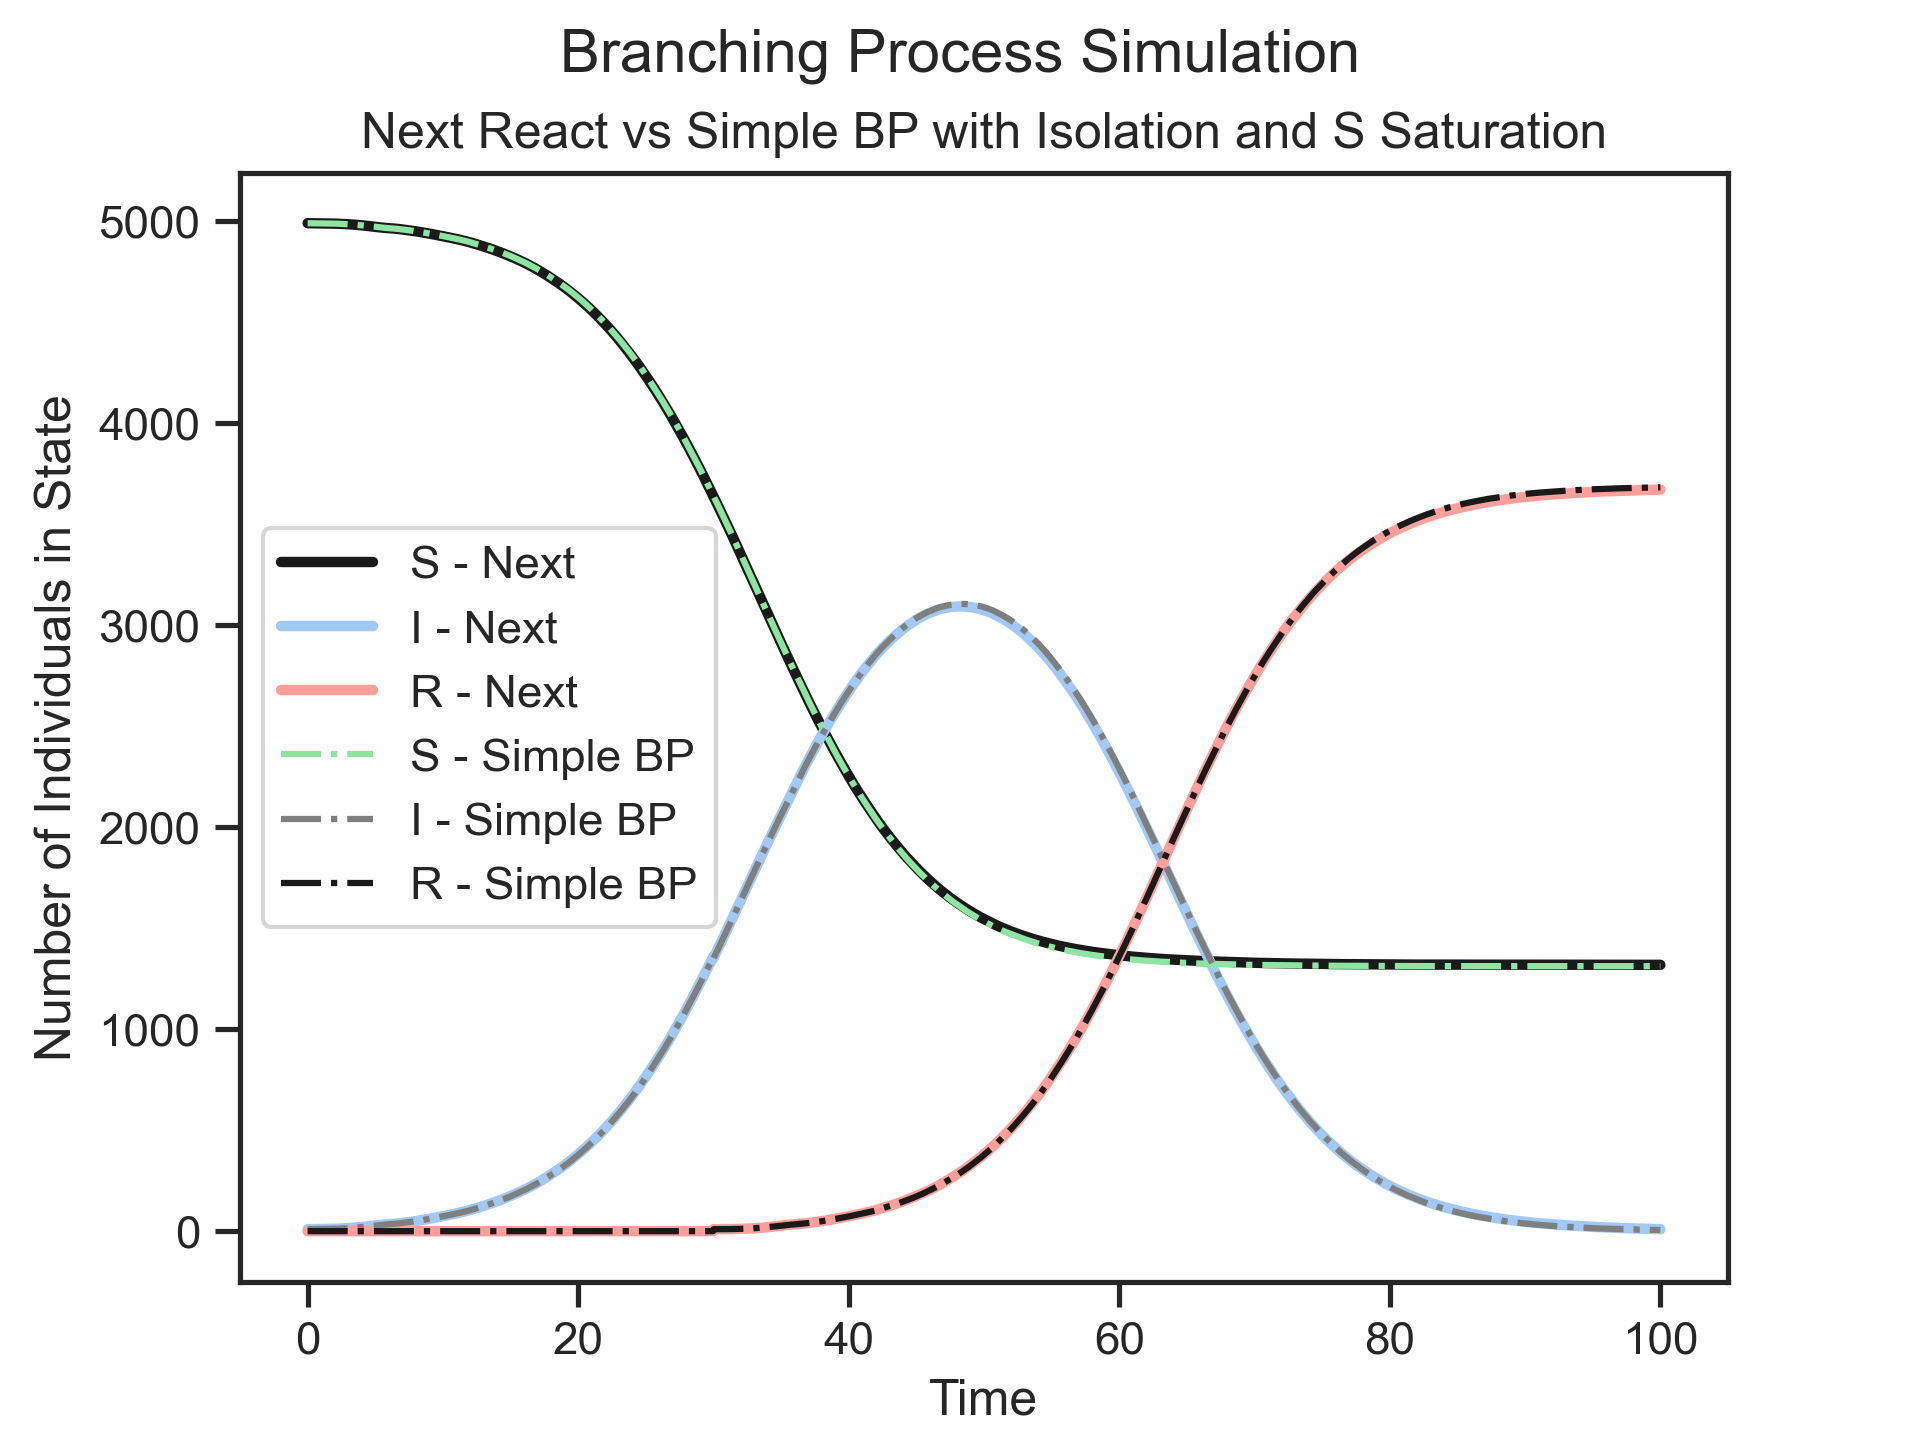 Branching Process Simulation
Next React vs Simple BP with Isolation and S Saturation
Number of Individuals in State
5000
4000
3000
2000
1000
0
S - Next
I - Next
R - Next
S - Simple BP
I - Simple BP
R - Simple BP
0 20 40 60 80 100
Time